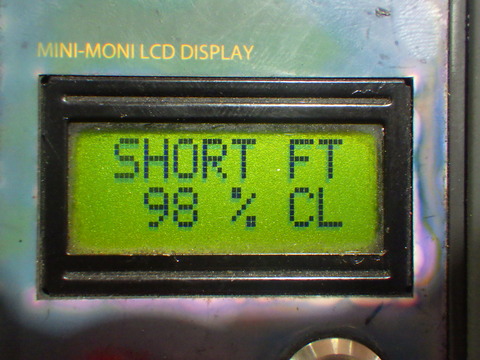 MINI-MONI LCD DISPLAY
SHORT FT
98 % CL